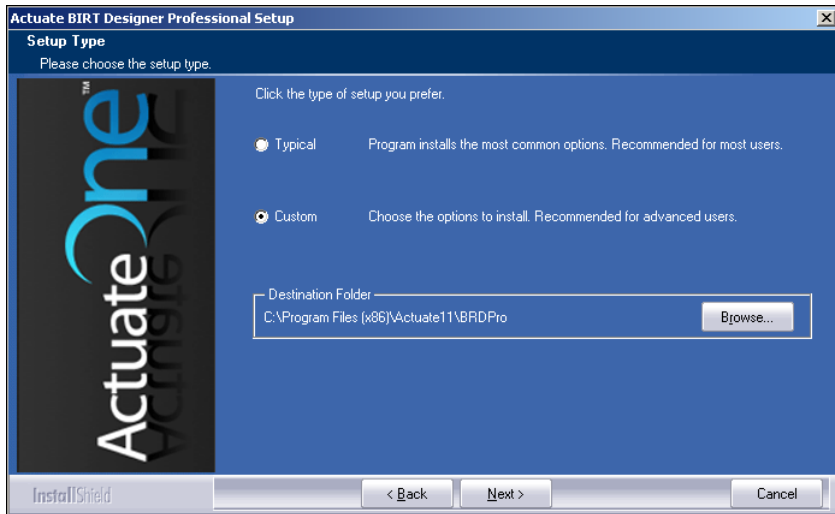 Actuate BIRT Designer Professional Setup
Setup Type
Please choose the setup type.
ActuateOne™
Click the type of setup you prefer.
Typical Program installs the most common options. Recommended for most users.
Custom Choose the options to install. Recommended for advanced users.
Destination Folder
C:\Program Files (x86)\Actuate11\BRDPro
Browse...
InstallShield
< Back Next > Cancel